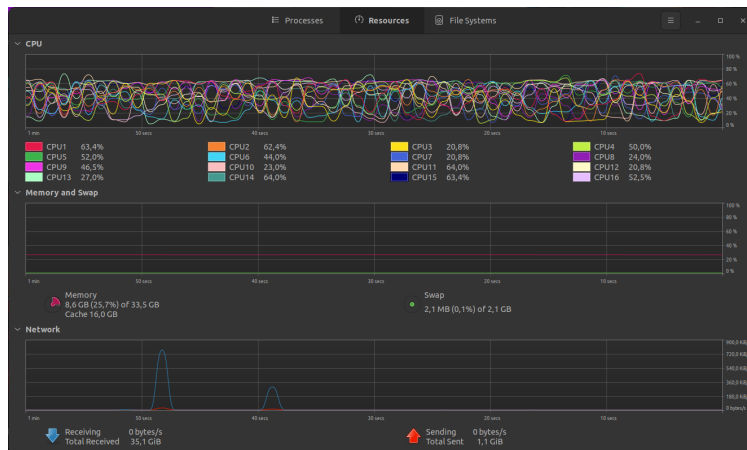 Processes Resources File Systems
CPU
100 %
80 %
60 %
40 %
20 %
0 %
1 min 50 secs 40 secs 30 secs 20 secs 10 secs
CPU1 63,4% CPU2 62,4% CPU3 20,8% CPU4 50,0%
CPU5 52,0% CPU6 44,0% CPU7 20,8% CPU8 24,0%
CPU9 46,5% CPU10 23,0% CPU11 64,0% CPU12 20,8%
CPU13 27,0% CPU14 64,0% CPU15 63,4% CPU16 52,5%
Memory and Swap
100 %
80 %
60 %
40 %
20 %
0 %
1 min 50 secs 40 secs 30 secs 20 secs 10 secs
Memory Swap
8,6 GB (25,7%) of 33,5 GB 2,1 MB (0,1%) of 2,1 GB
Cache 16,0 GB
Network
900,0 KiB
720,0 KiB
540,0 KiB
360,0 KiB
180,0 KiB
0 bytes/s
1 min 50 secs 40 secs 30 secs 20 secs 10 secs
Receiving 0 bytes/s Sending 0 bytes/s
Total Received 35,1 GiB Total Sent 1,1 GiB